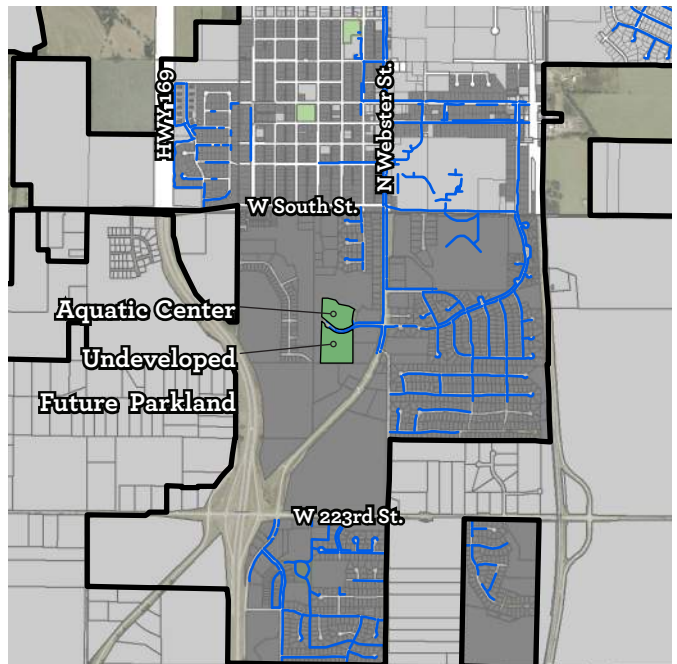 HWY 169
N Webster St.
W South St.
Aquatic Center
Undeveloped
Future Parkland
W 223rd St.